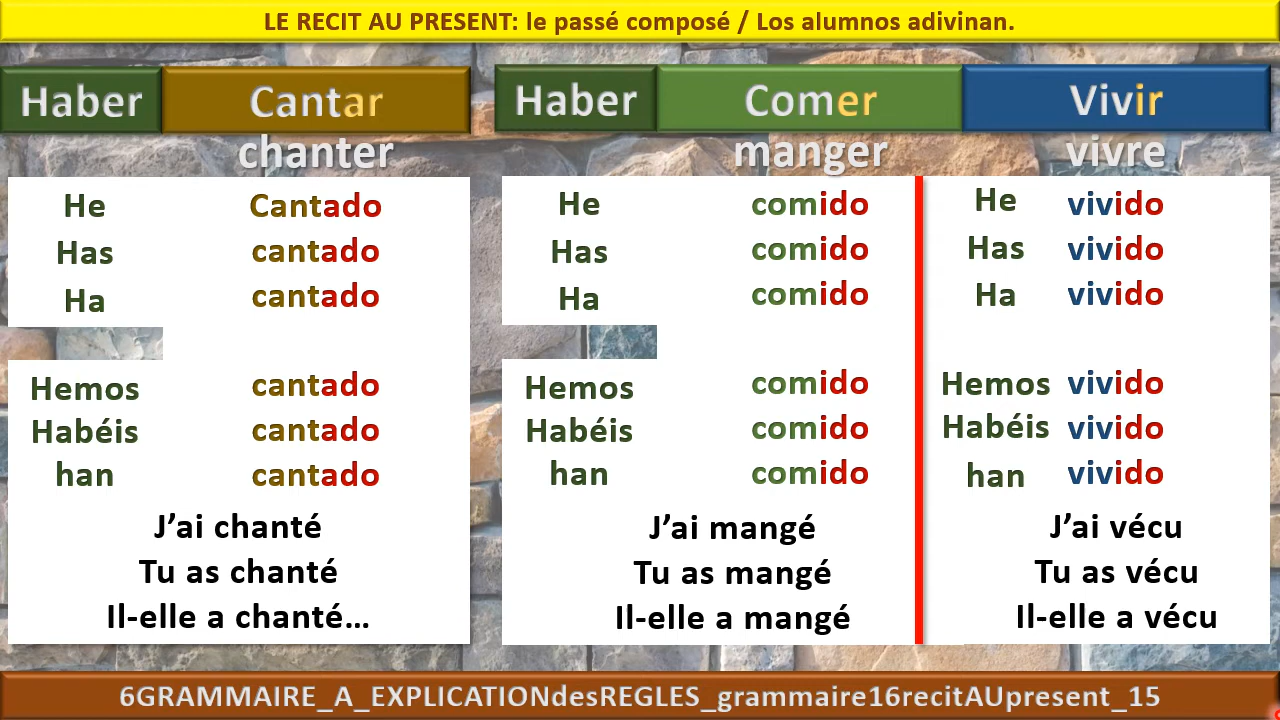 LE RECIT AU PRESENT: le passé composé / Los alumnos adivinan.
Haber Cantar
chanter
He Cantado
Has cantado
Ha cantado
Hemos cantado
Habéis cantado
han cantado
J’ai chanté
Tu as chanté
Il-elle a chanté…
Haber Comer
manger
He comido
Has comido
Ha comido
Hemos comido
Habéis comido
han comido
J’ai mangé
Tu as mangé
Il-elle a mangé
Vivir
vivre
He vivido
Has vivido
Ha vivido
Hemos vivido
Habéis vivido
han vivido
J’ai vécu
Tu as vécu
Il-elle a vécu
6GRAMMAIRE_A_EXPLICATIONdesREGLES_grammaire16recitAUpresent_15